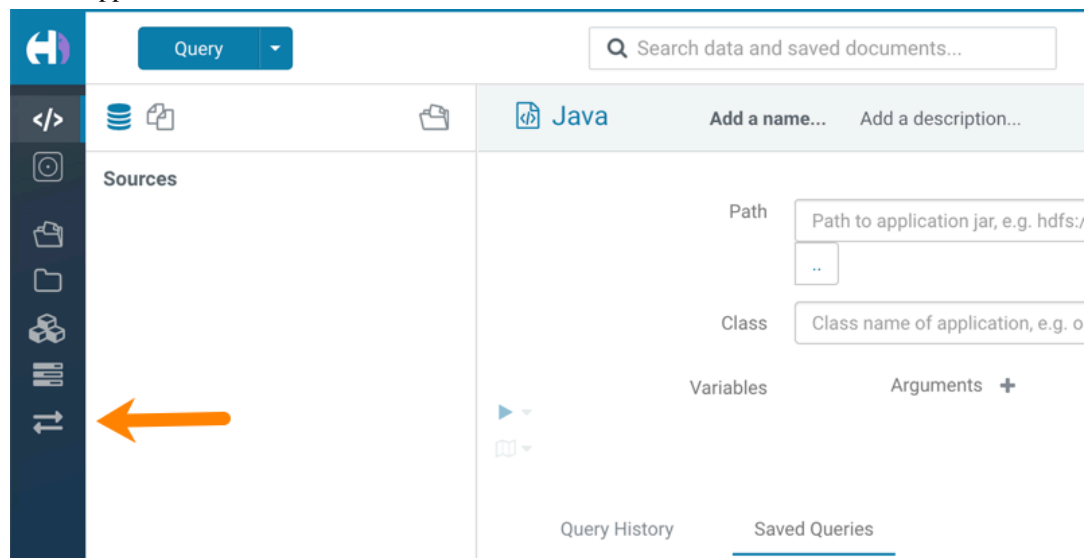 Query
Search data and saved documents...
</>
Java
Add a name...
Add a description...
Sources
Path
Path to application jar, e.g. hdfs:/
..
Class
Class name of application, e.g. o
Variables
Arguments +
Query History
Saved Queries